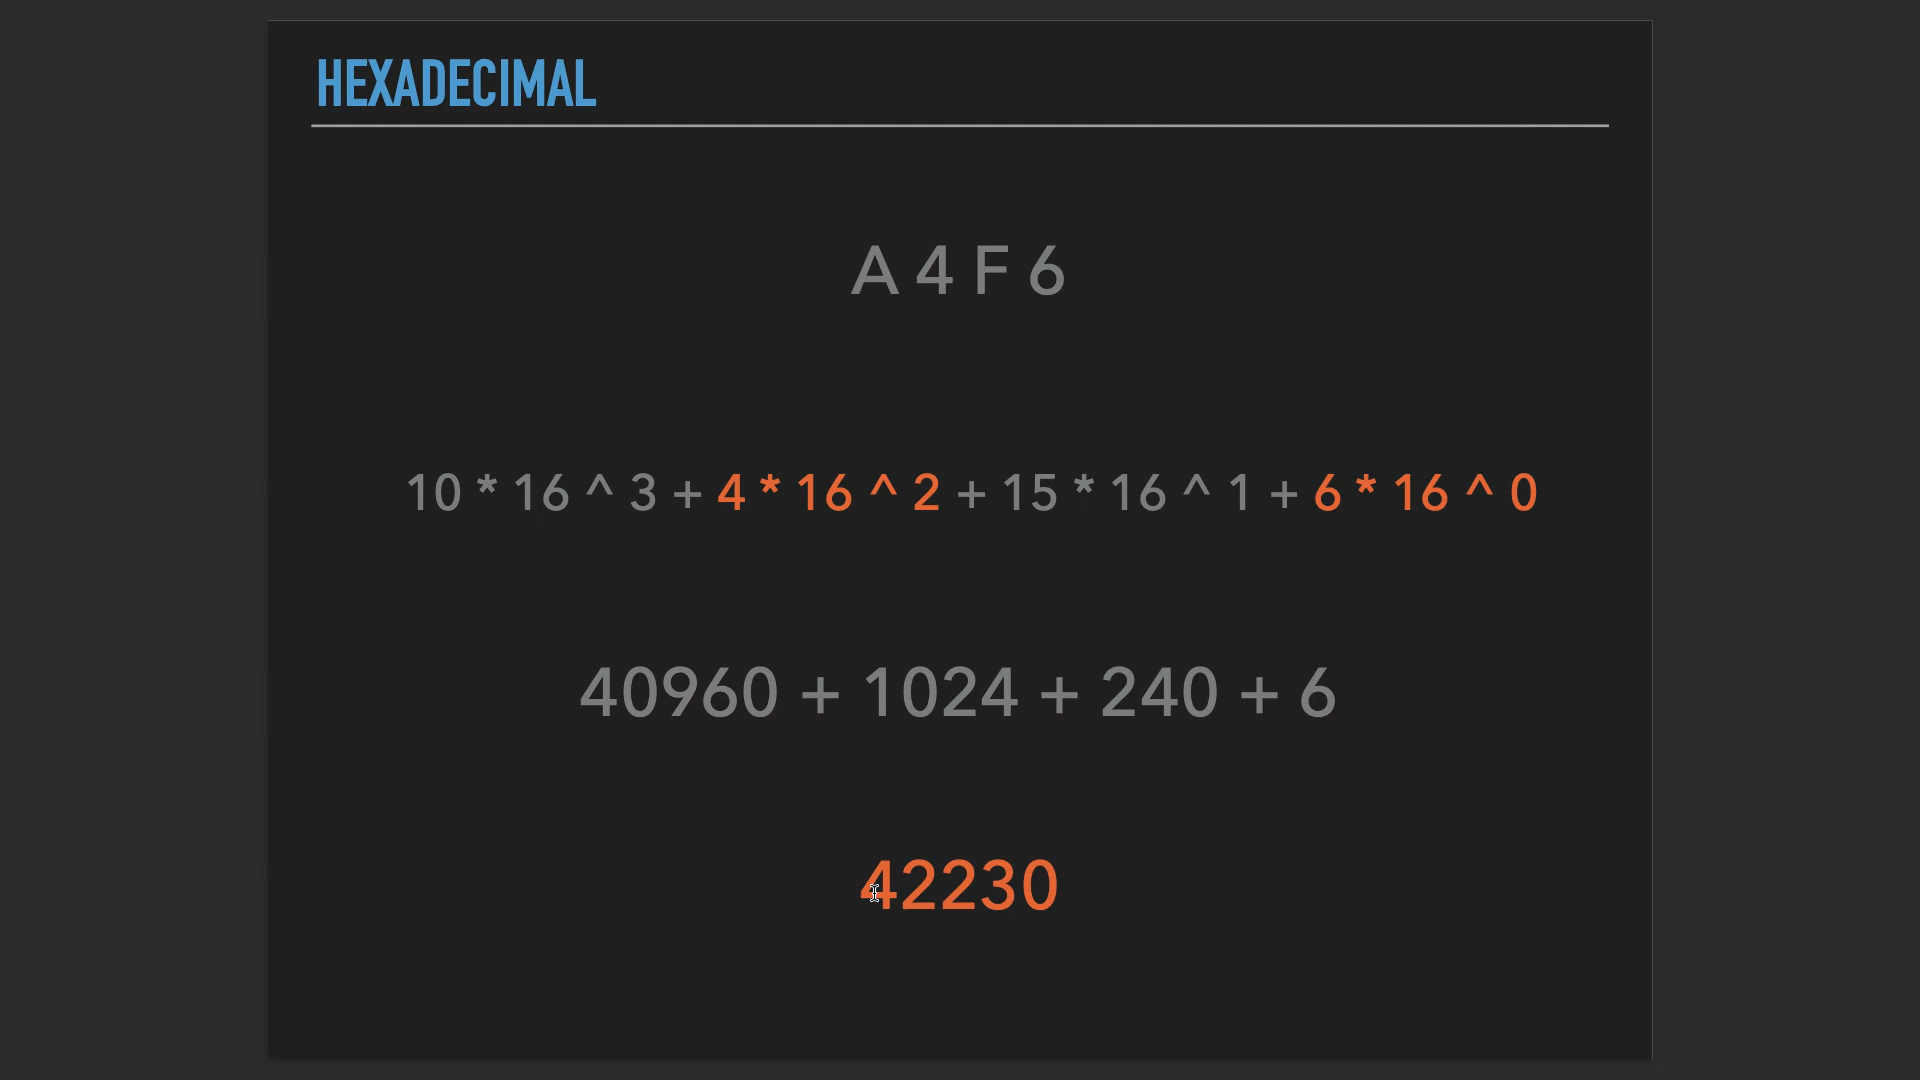 HEXADECIMAL
A 4 F 6
10 * 16 ^ 3 + 4 * 16 ^ 2 + 15 * 16 ^ 1 + 6 * 16 ^ 0
40960 + 1024 + 240 + 6
42230